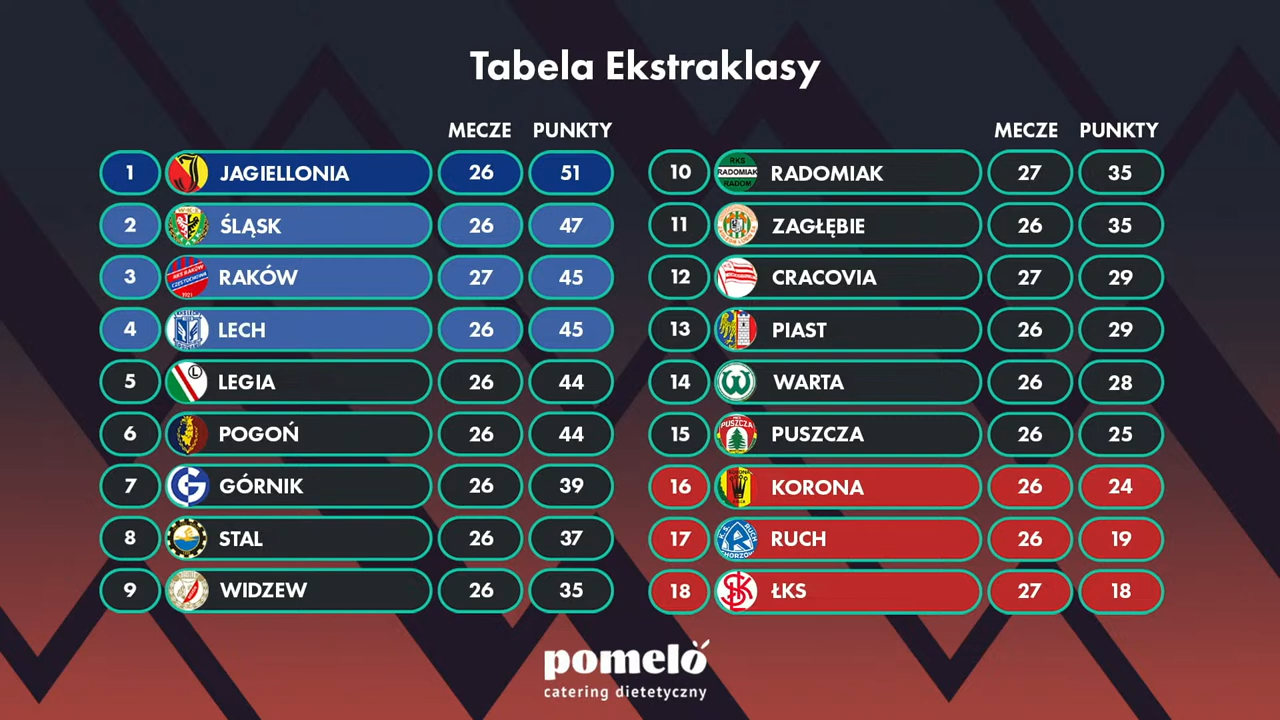 Tabela Ekstraklasy
MECZE PUNKTY
1 JAGIELLONIA 26 51
2 ŚLĄSK 26 47
3 RAKÓW 27 45
4 LECH 26 45
5 LEGIA 26 44
6 POGOŃ 26 44
7 GÓRNIK 26 39
8 STAL 26 37
9 WIDZEW 26 35
MECZE PUNKTY
10 RKS RADOMIAK RADOM RADOMIAK 27 35
11 ZAGŁĘBIE 26 35
12 CRACOVIA 27 29
13 PIAST 26 29
14 WARTA 26 28
15 PUSZCZA PUSZCZA 26 25
16 KORONA 26 24
17 RUCH 26 19
18 ŁKS 27 18
pomelo
catering dietetyczny